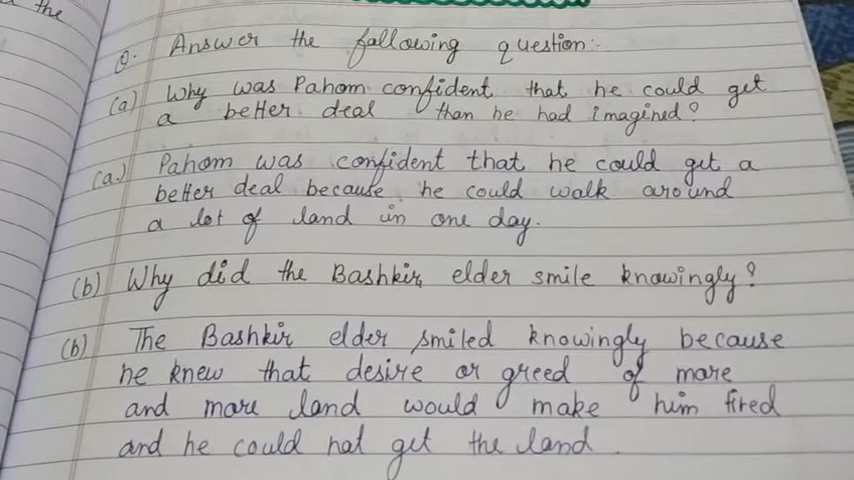 the
Q. Answer the following question:-
(a) Why was Pahom confident that he could get
a better deal than he had imagined?
(a.) Pahom was confident that he could get a
better deal because he could walk around
a lot of land in one day.
(b) Why did the Bashkir elder smile knowingly?
(b) The Bashkir elder smiled knowingly because
he knew that desire or greed of more
and more land would make him tired
and he could not get the land.